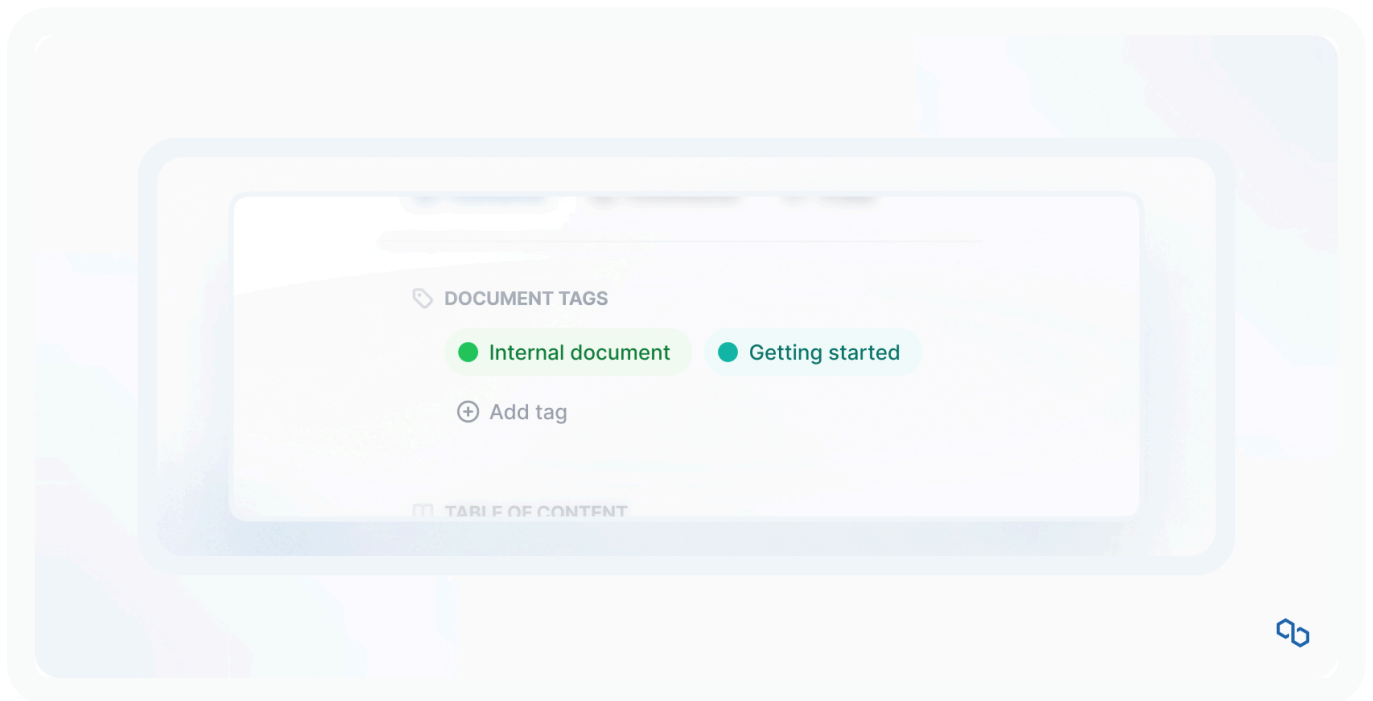 DOCUMENT TAGS
Internal document Getting started
Add tag
TABLE OF CONTENT